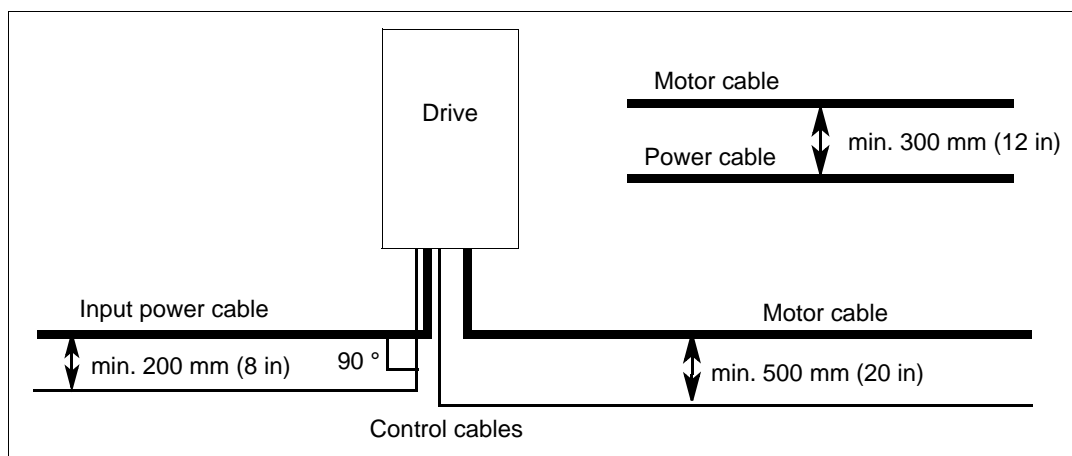 Drive
Motor cable
min. 300 mm (12 in)
Power cable
Input power cable
Motor cable
min. 200 mm (8 in)
90 °
min. 500 mm (20 in)
Control cables